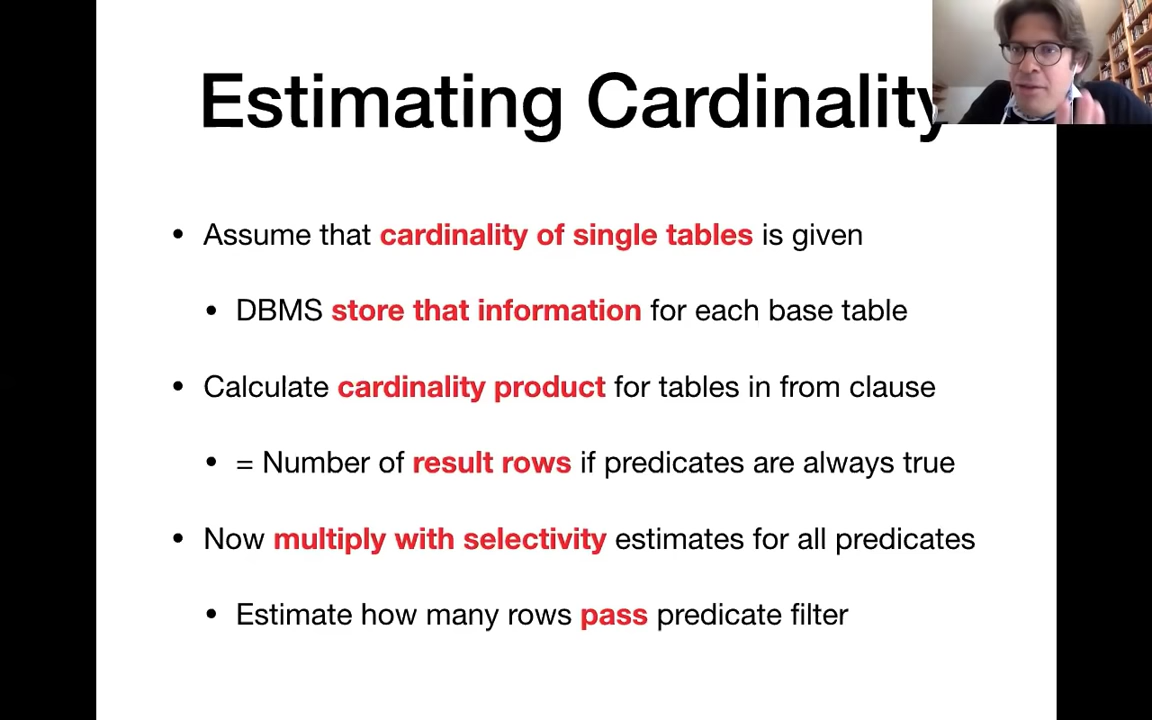 Estimating Cardinality
• Assume that cardinality of single tables is given
• DBMS store that information for each base table
• Calculate cardinality product for tables in from clause
• = Number of result rows if predicates are always true
• Now multiply with selectivity estimates for all predicates
• Estimate how many rows pass predicate filter